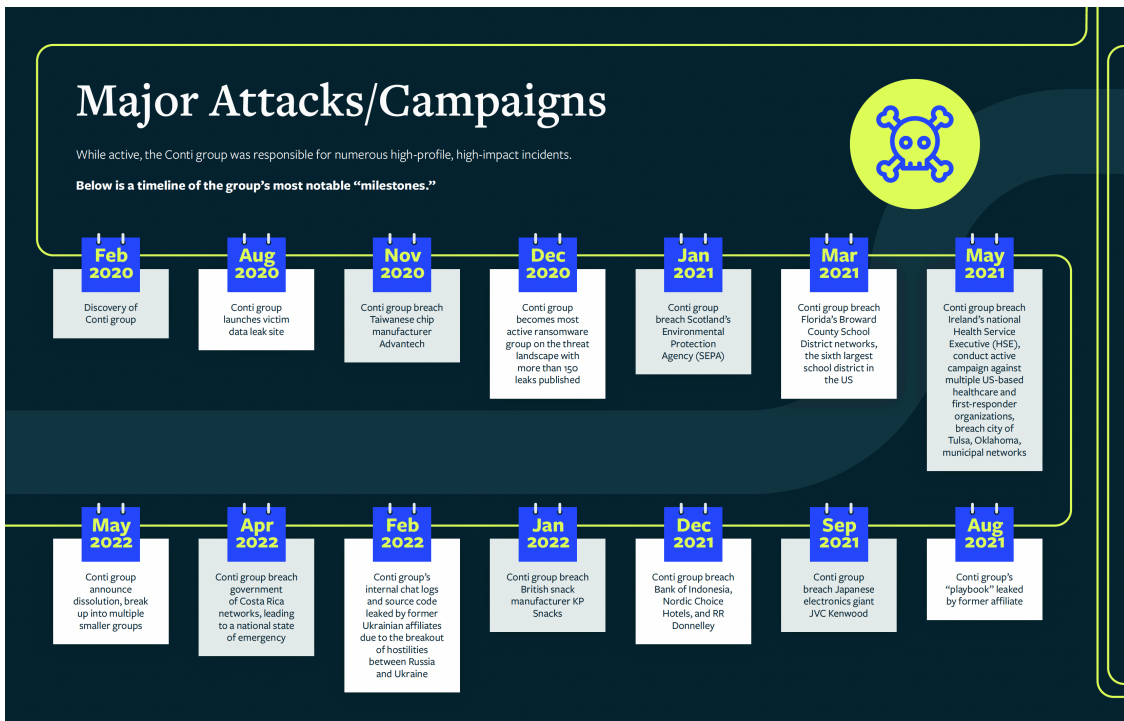 Major Attacks/Campaigns
While active, the Conti group was responsible for numerous high-profile, high-impact incidents.
Below is a timeline of the group’s most notable “milestones.”
Feb
2020
Discovery of
Conti group
Aug
2020
Conti group
launches victim
data leak site
Nov
2020
Conti group breach
Taiwanese chip
manufacturer
Advantech
Dec
2020
Conti group
becomes most
active ransomware
group on the threat
landscape with
more than 150
leaks published
Jan
2021
Conti group
breach Scotland’s
Environmental
Protection
Agency (SEPA)
Mar
2021
Conti group breach
Florida’s Broward
County School
District networks,
the sixth largest
school district in
the US
May
2021
Conti group breach
Ireland’s national
Health Service
Executive (HSE),
conduct active
campaign against
multiple US-based
healthcare and
first-responder
organizations,
breach city of
Tulsa, Oklahoma,
municipal networks
Aug
2021
Conti group’s
“playbook” leaked
by former affiliate
Sep
2021
Conti group
breach Japanese
electronics giant
JVC Kenwood
Dec
2021
Conti group breach
Bank of Indonesia,
Nordic Choice
Hotels, and RR
Donnelley
Jan
2022
Conti group breach
British snack
manufacturer KP
Snacks
Feb
2022
Conti group’s
internal chat logs
and source code
leaked by former
Ukrainian affiliates
due to the breakout
of hostilities
between Russia
and Ukraine
Apr
2022
Conti group breach
government
of Costa Rica
networks, leading
to a national state
of emergency
May
2022
Conti group
announce
dissolution, break
up into multiple
smaller groups